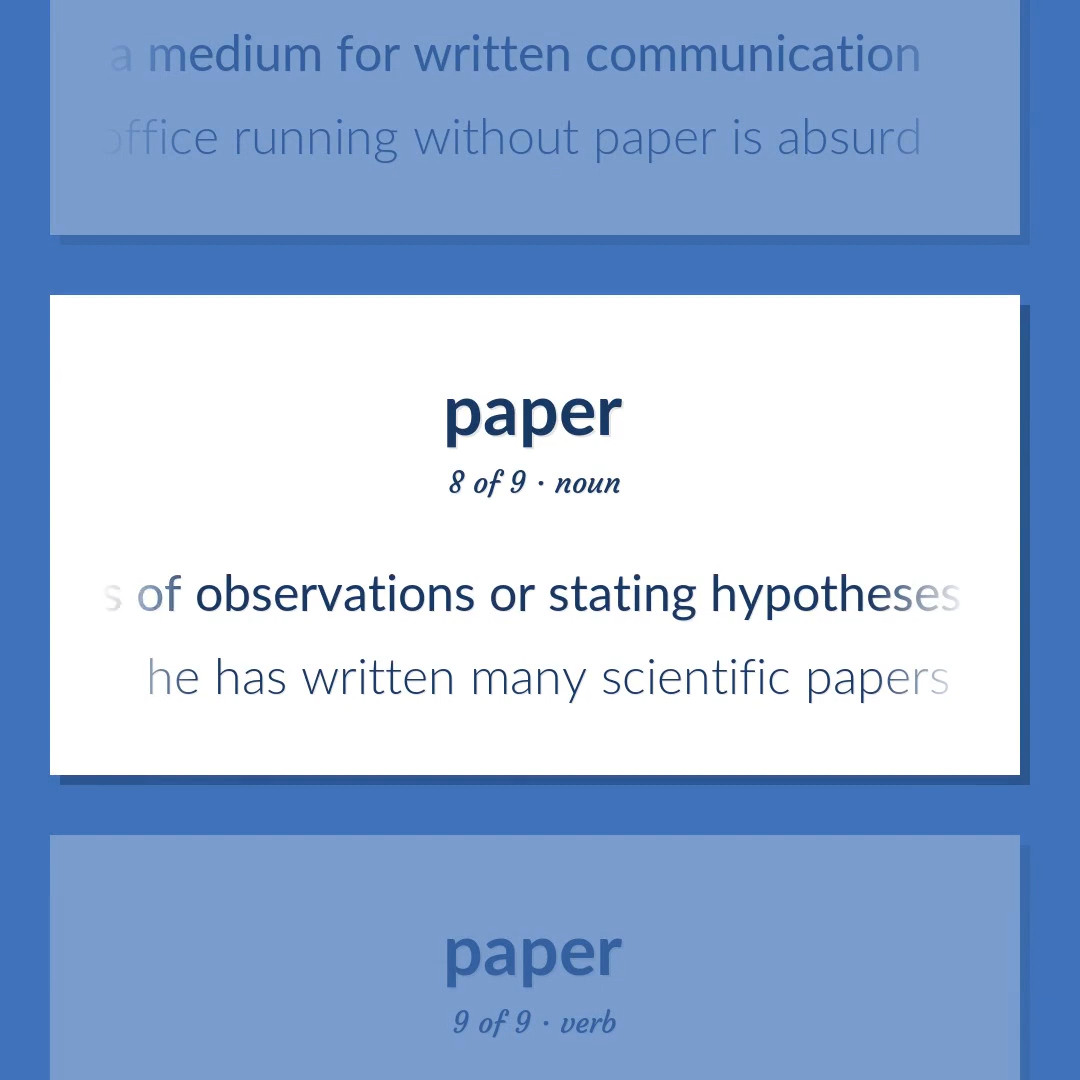 a medium for written communication
office running without paper is absurd
paper
8 of 9 · noun
s of observations or stating hypotheses
he has written many scientific papers
paper
9 of 9 · verb